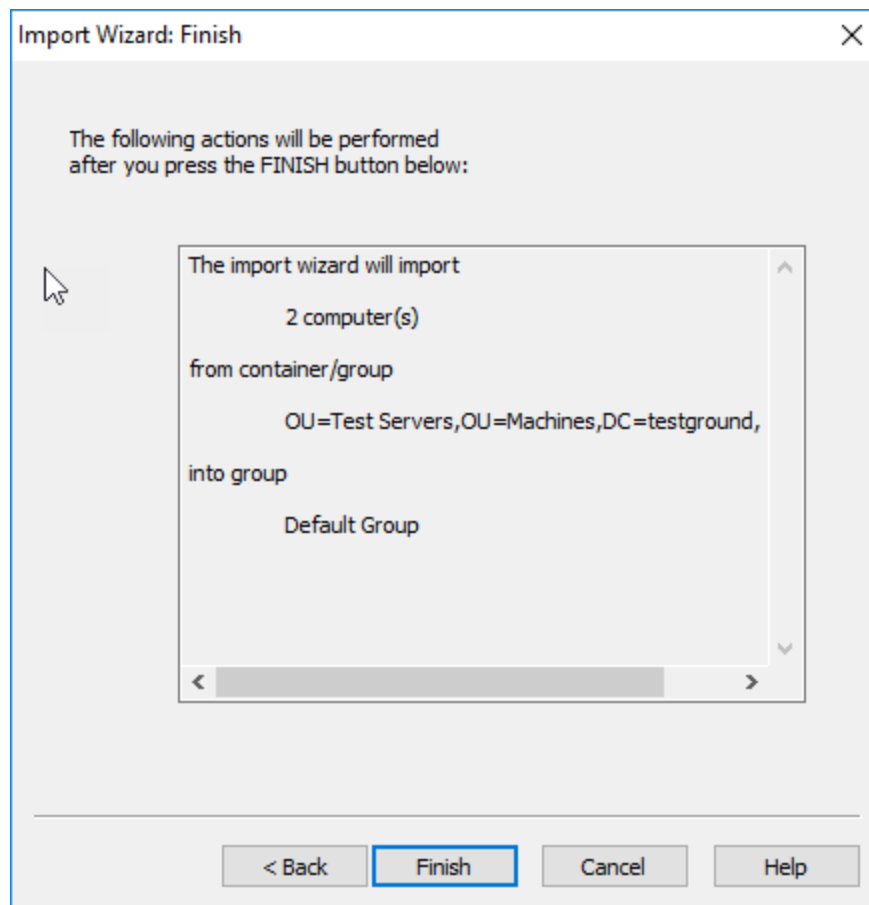 Import Wizard: Finish
The following actions will be performed
after you press the FINISH button below:
The import wizard will import
2 computer(s)
from container/group
OU=Test Servers,OU=Machines,DC=testground,
into group
Default Group
< Back
Finish
Cancel
Help